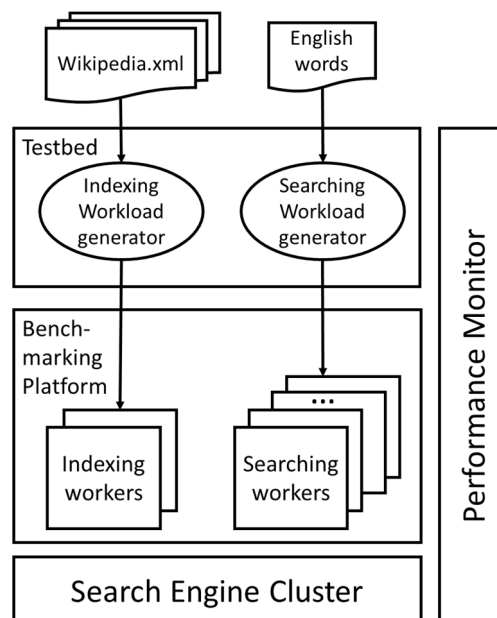 Wikipedia.xml
English
words
Testbed
Indexing
Workload
generator
Searching
Workload
generator
Bench-
marking
Platform
...
Indexing
workers
Searching
workers
Search Engine Cluster
Performance Monitor